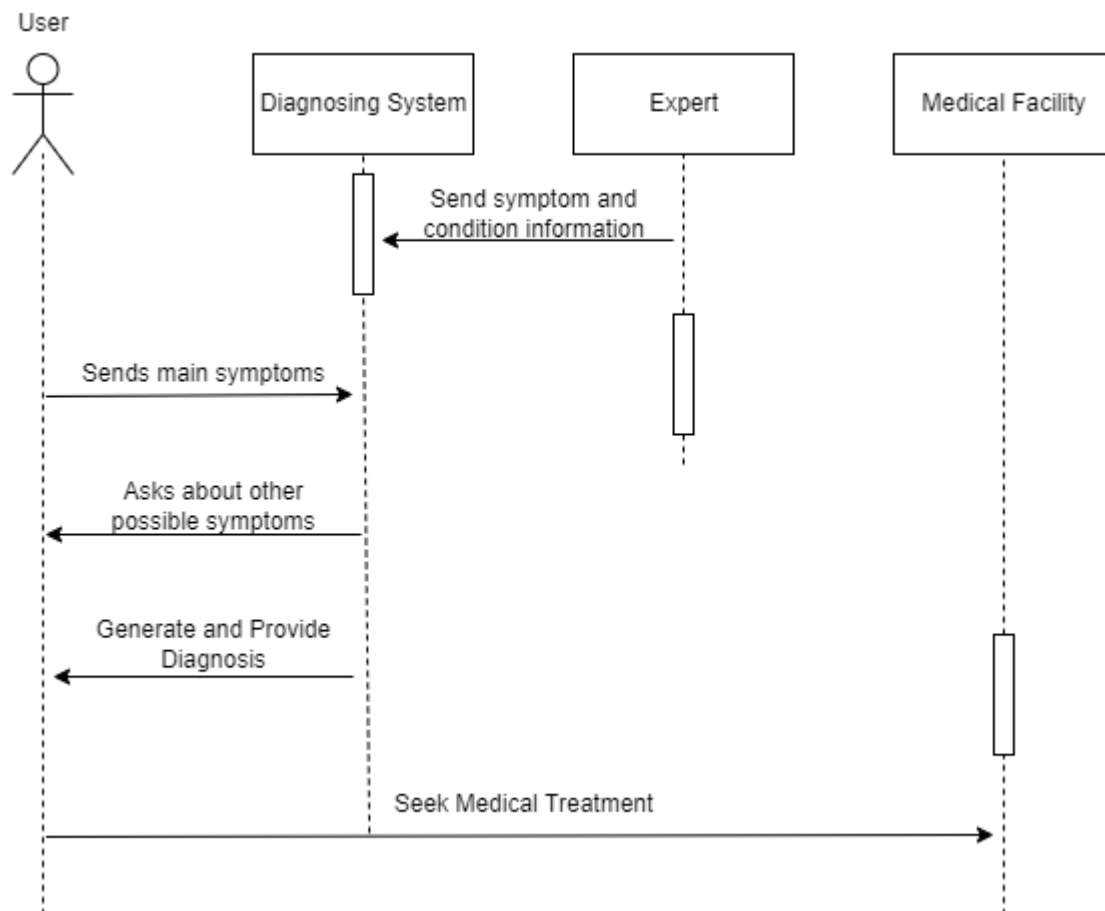 User
Diagnosing System
Expert
Medical Facility
Send symptom and
condition information
Sends main symptoms
Asks about other
possible symptoms
Generate and Provide
Diagnosis
Seek Medical Treatment